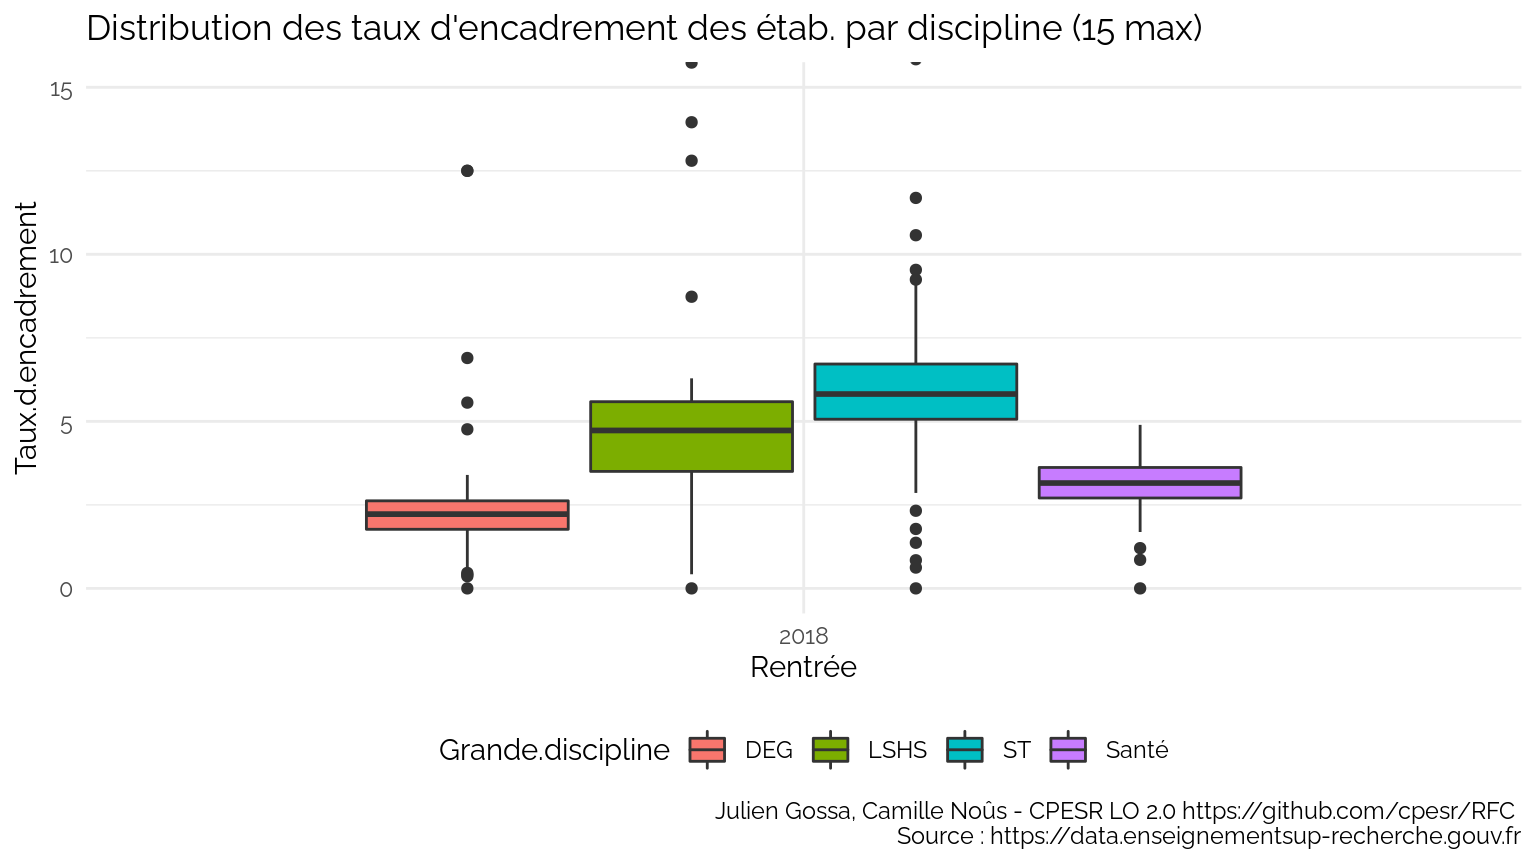 Distribution des taux d'encadrement des étab. par discipline (15 max)
Taux.d.encadrement
15
10
5
0
2018
Rentrée
Grande.discipline DEG LSHS ST Santé
Julien Gossa, Camille Noûs - CPESR LO 2.0 https://github.com/cpesr/RFC
Source : https://data.enseignementsup-recherche.gouv.fr